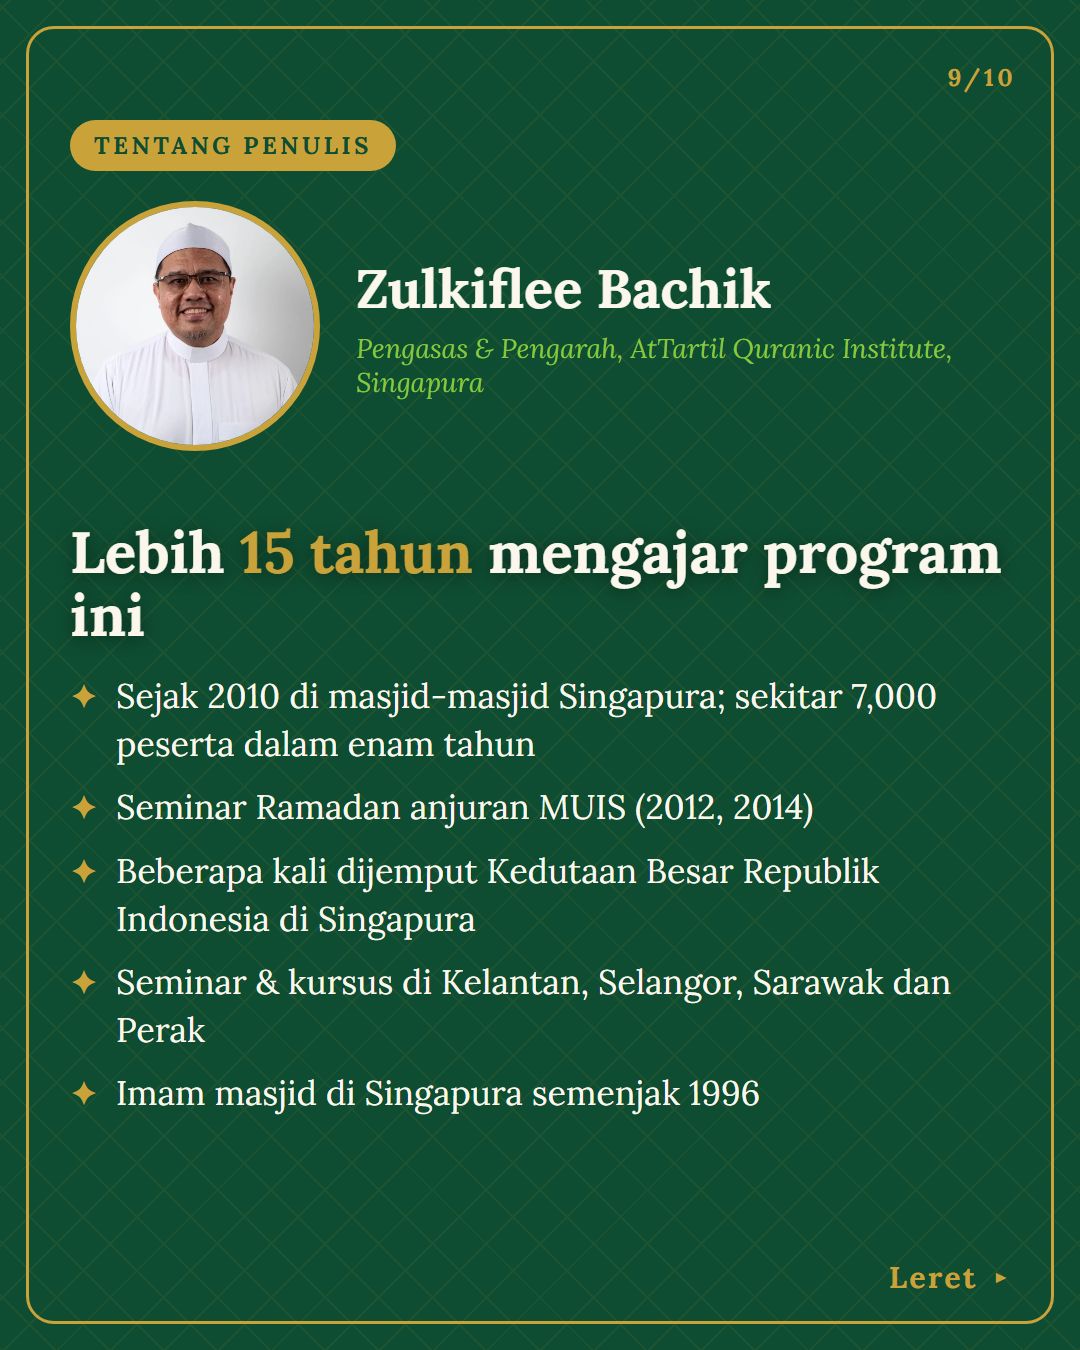 9/10
TENTANG PENULIS
Zulkiflee Bachik
Pengasas & Pengarah, AtTartil Quranic Institute,
Singapura
Lebih 15 tahun mengajar program
ini
✦ Sejak 2010 di masjid-masjid Singapura; sekitar 7,000
peserta dalam enam tahun
✦ Seminar Ramadan anjuran MUIS (2012, 2014)
✦ Beberapa kali dijemput Kedutaan Besar Republik
Indonesia di Singapura
✦ Seminar & kursus di Kelantan, Selangor, Sarawak dan
Perak
✦ Imam masjid di Singapura semenjak 1996
Leret ▸